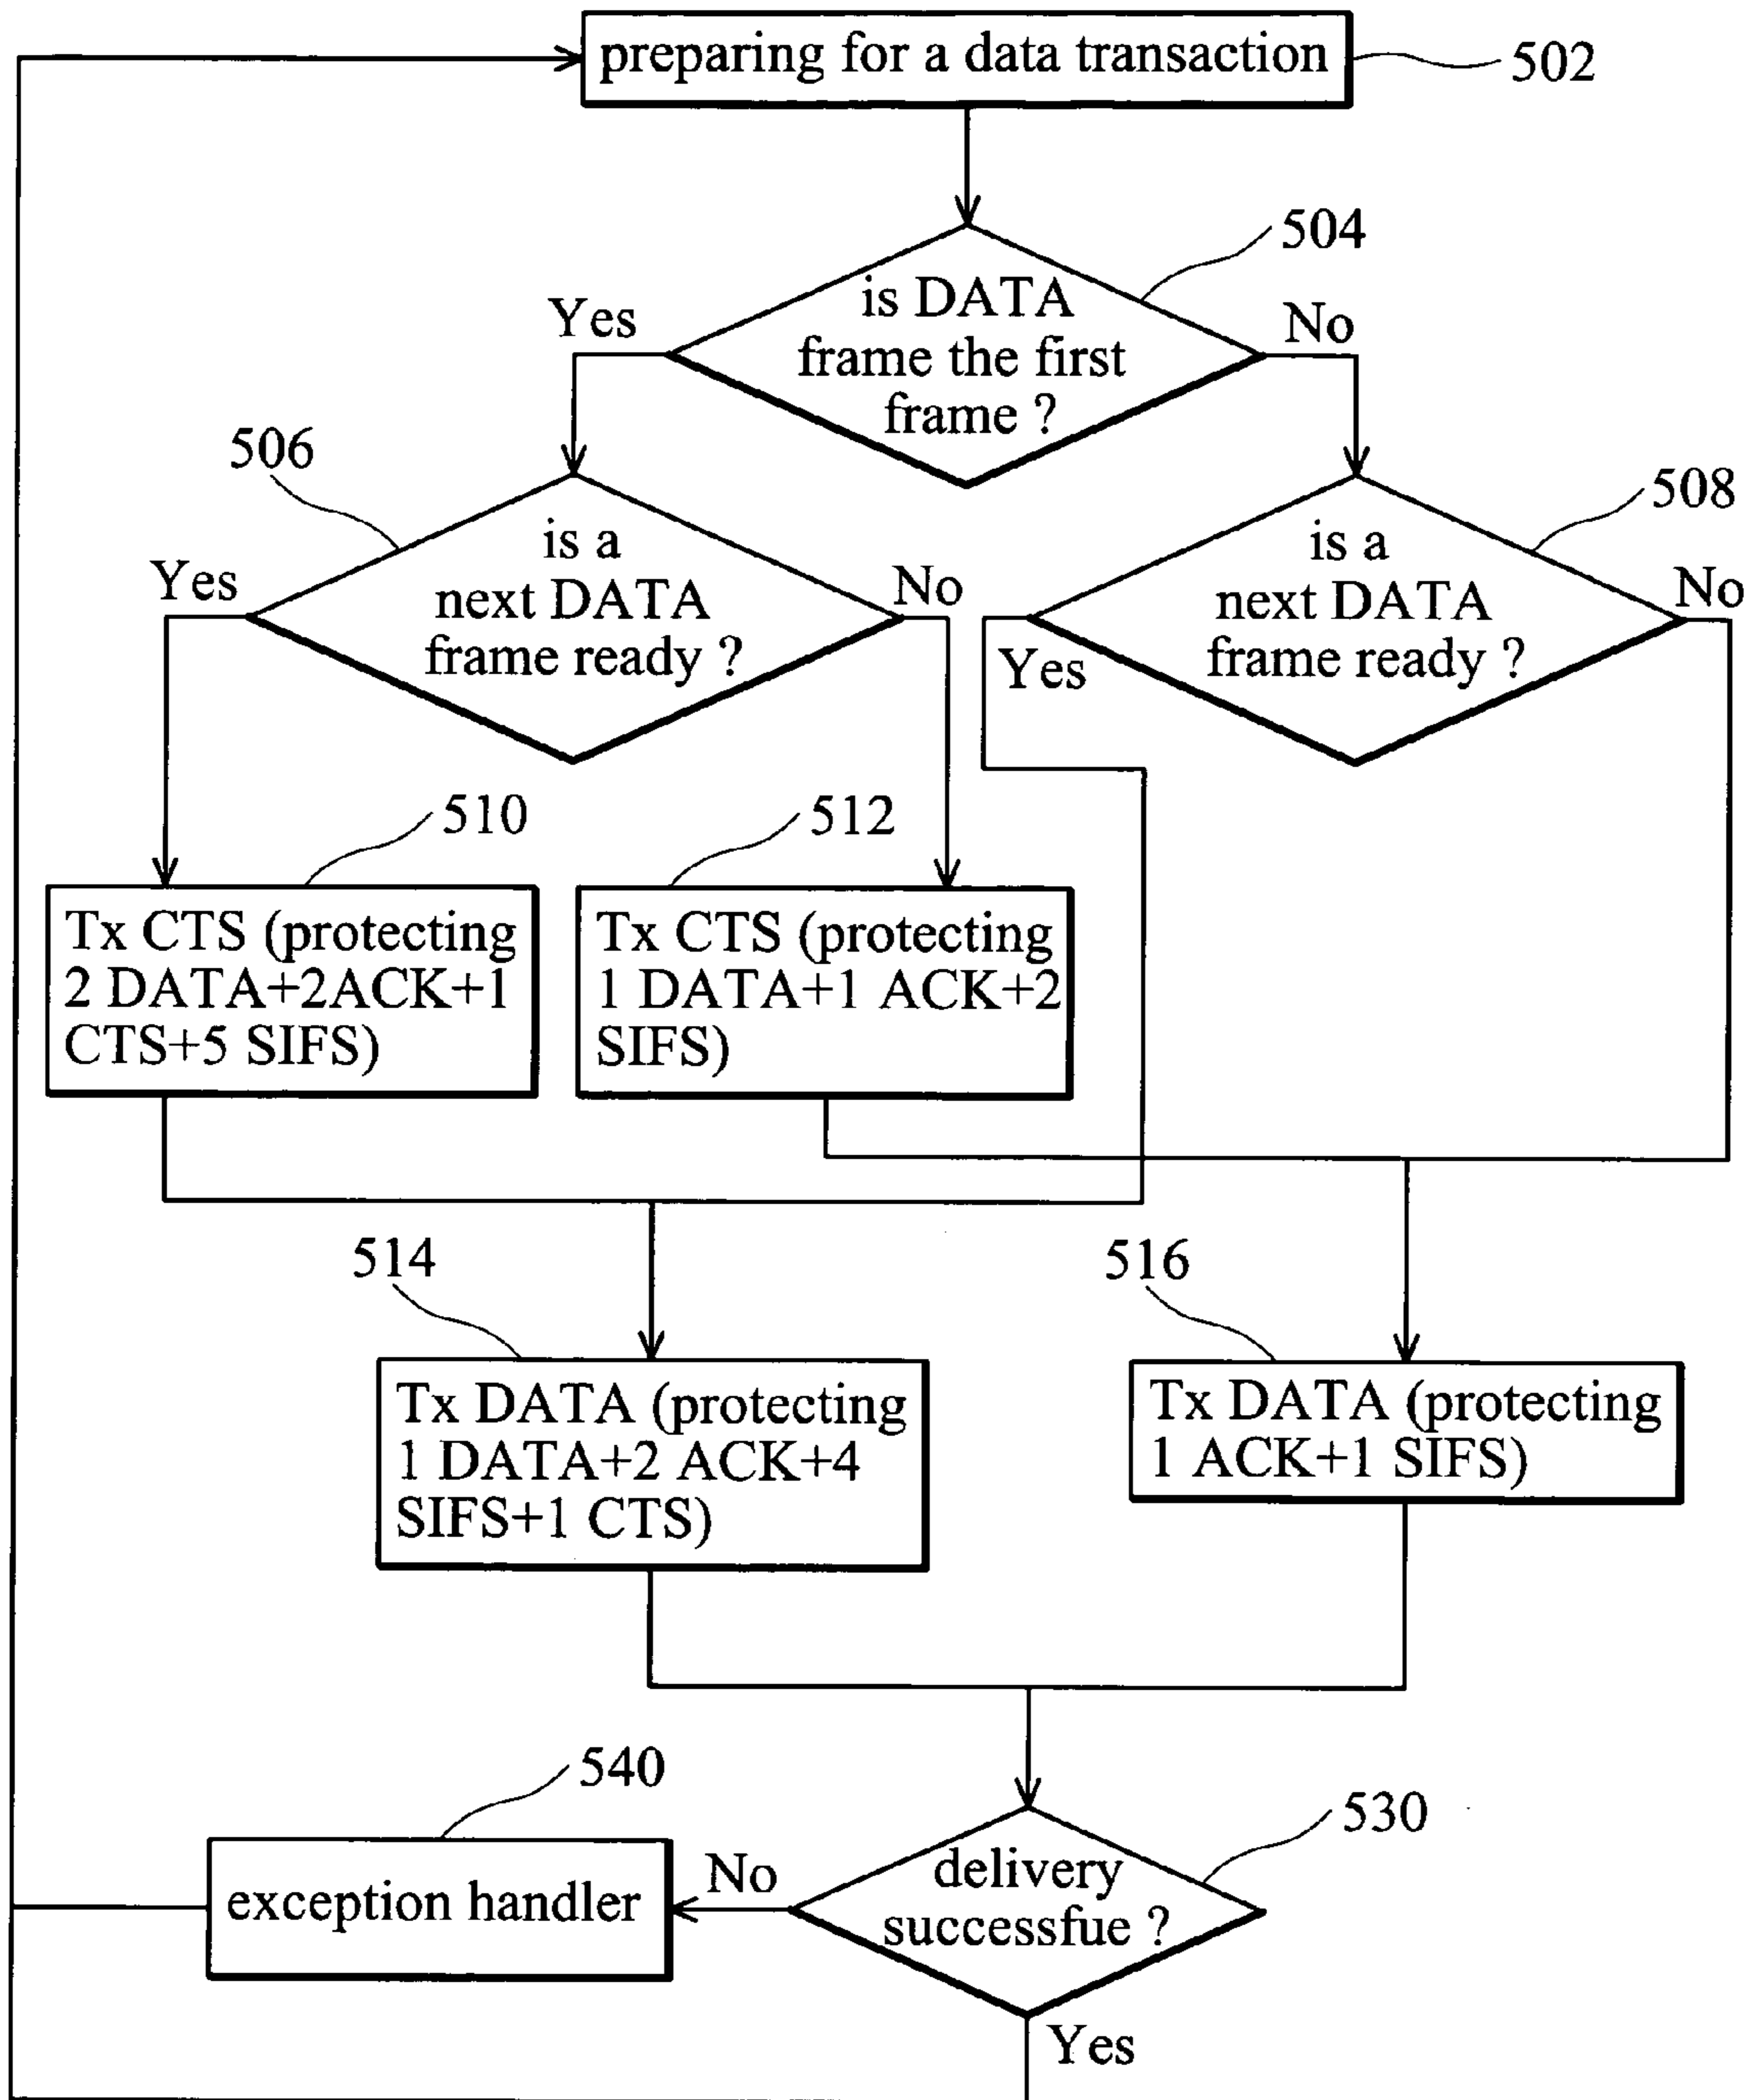 preparing for a data transaction
502
504
is DATA
frame the first
frame ?
Yes
No
506
508
is a
next DATA
frame ready ?
Yes
No
is a
next DATA
frame ready ?
Yes
No
510
512
Tx CTS (protecting
2 DATA+2ACK+1
CTS+5 SIFS)
Tx CTS (protecting
1 DATA+1 ACK+2
SIFS)
514
516
Tx DATA (protecting
1 DATA+2 ACK+4
SIFS+1 CTS)
Tx DATA (protecting
1 ACK+1 SIFS)
540
530
exception handler
No
delivery
successfue ?
Yes